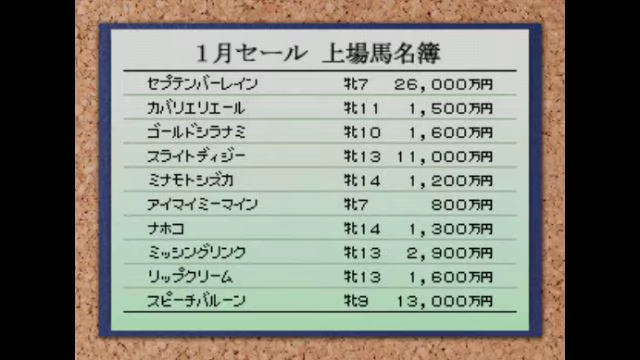 1月セール 上場馬名簿
セプテンバーレイン 牝7 26,000万円
カバリエリエール 牝11 1,500万円
ゴールドシラナミ 牝10 1,600万円
スライトディジー 牝13 11,000万円
ミナモトシズカ 牝14 1,200万円
アイマイミーマイン 牝7 800万円
ナホコ 牝14 1,300万円
ミッシングリンク 牝13 2,900万円
リップクリーム 牝13 1,600万円
スピーチバルーン 牝9 13,000万円